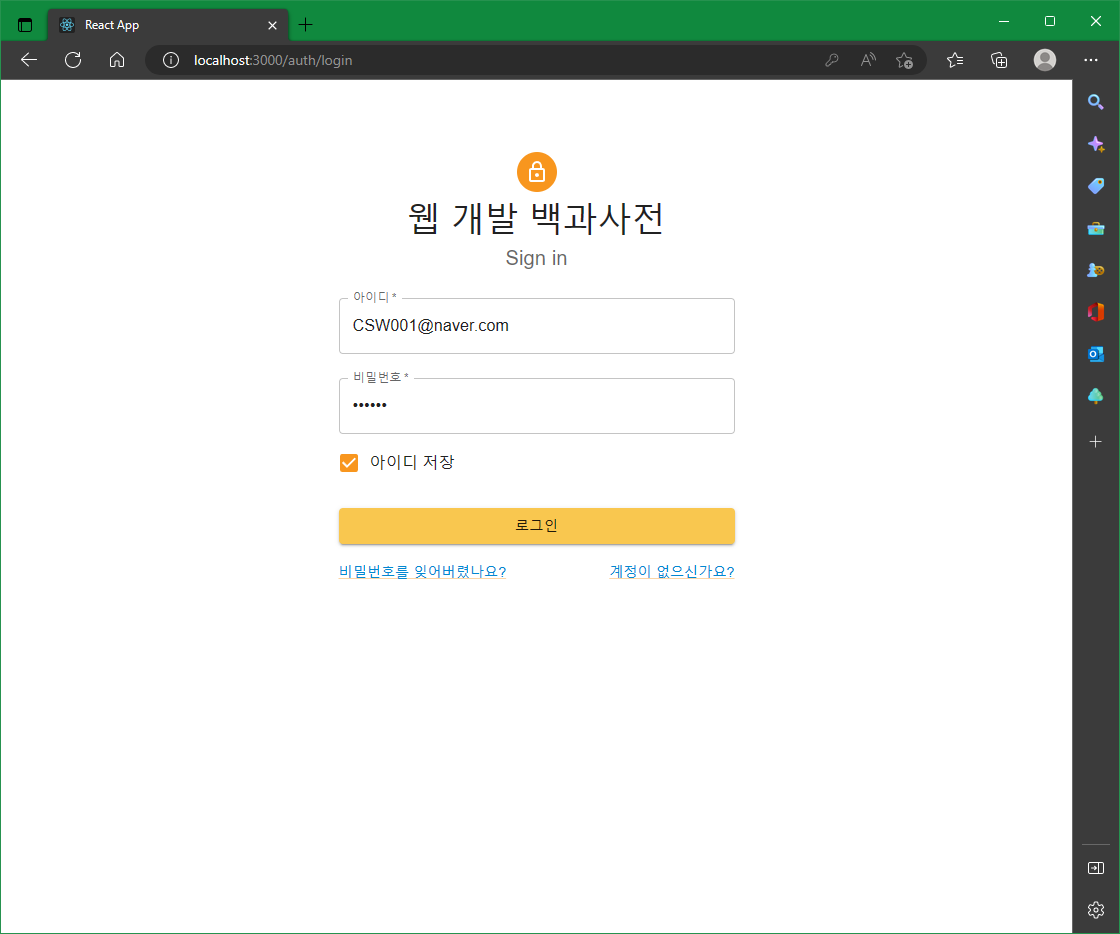 React App
localhost:3000/auth/login
웹 개발 백과사전
Sign in
아이디 *
CSW001@naver.com
비밀번호 *
••••••
아이디 저장
로그인
비밀번호를 잊어버렸나요? 계정이 없으신가요?